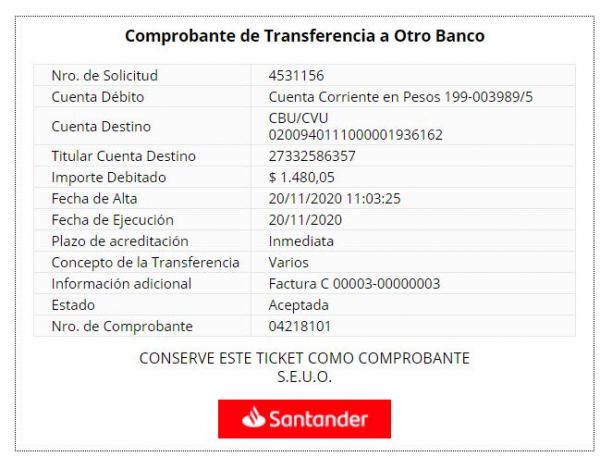 Comprobante de Transferencia a Otro Banco
Nro. de Solicitud 4531156
Cuenta Débito Cuenta Corriente en Pesos 199-003989/5
Cuenta Destino CBU/CVU
0200940111000001936162
Titular Cuenta Destino 27332586357
Importe Debitado $ 1.480,05
Fecha de Alta 20/11/2020 11:03:25
Fecha de Ejecución 20/11/2020
Plazo de acreditación Inmediata
Concepto de la Transferencia Varios
Información adicional Factura C 00003-00000003
Estado Aceptada
Nro. de Comprobante 04218101
CONSERVE ESTE TICKET COMO COMPROBANTE
S.E.U.O.
Santander